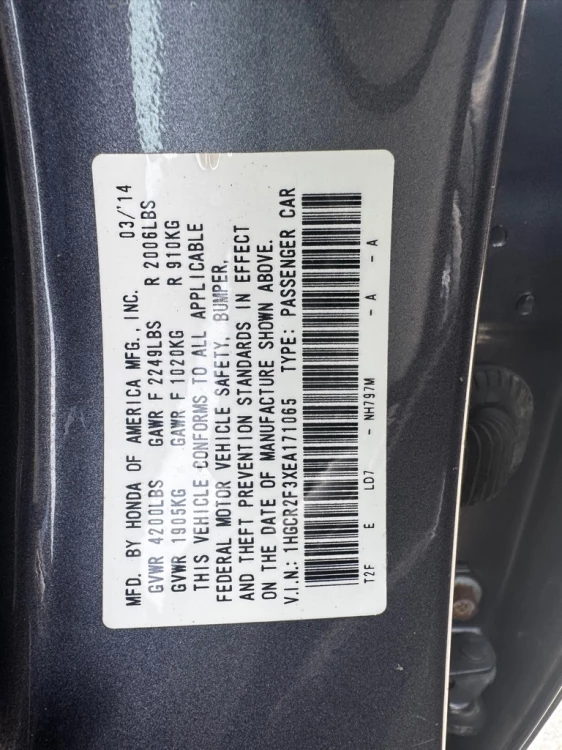 MFD. BY HONDA OF AMERICA MFG., INC. 03/'14
GVWR 4200LBS GAWR F 2249LBS R 2006LBS
GVWR 1905KG GAWR F 1020KG R 910KG
THIS VEHICLE CONFORMS TO ALL APPLICABLE
FEDERAL MOTOR VEHICLE SAFETY, BUMPER,
AND THEFT PREVENTION STANDARDS IN EFFECT
ON THE DATE OF MANUFACTURE SHOWN ABOVE.
V.I.N.: 1HGCR2F3XEA171065 TYPE: PASSENGER CAR
T2F E LD7 - NH797M - A - A